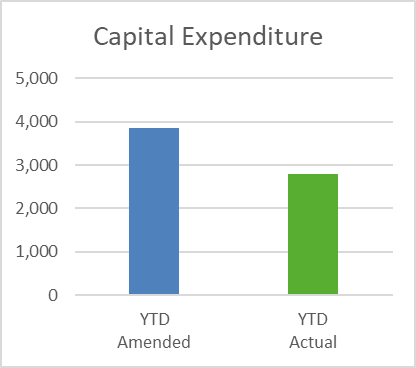 Capital Expenditure
5,000
4,000
3,000
2,000
1,000
0
YTD
Amended
YTD
Actual